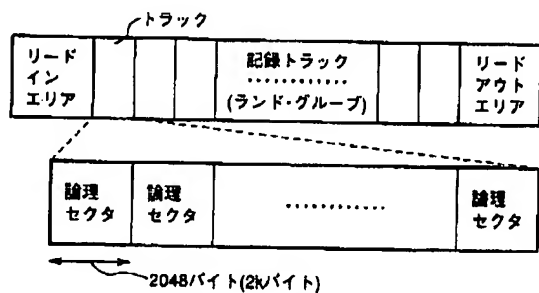 トラック
リード
イン
エリア
記録トラック
…………
(ランド・グルーブ)
リード
アウト
エリア
論理
セクタ
論理
セクタ
…………
論理
セクタ
2048バイト(2kバイト)